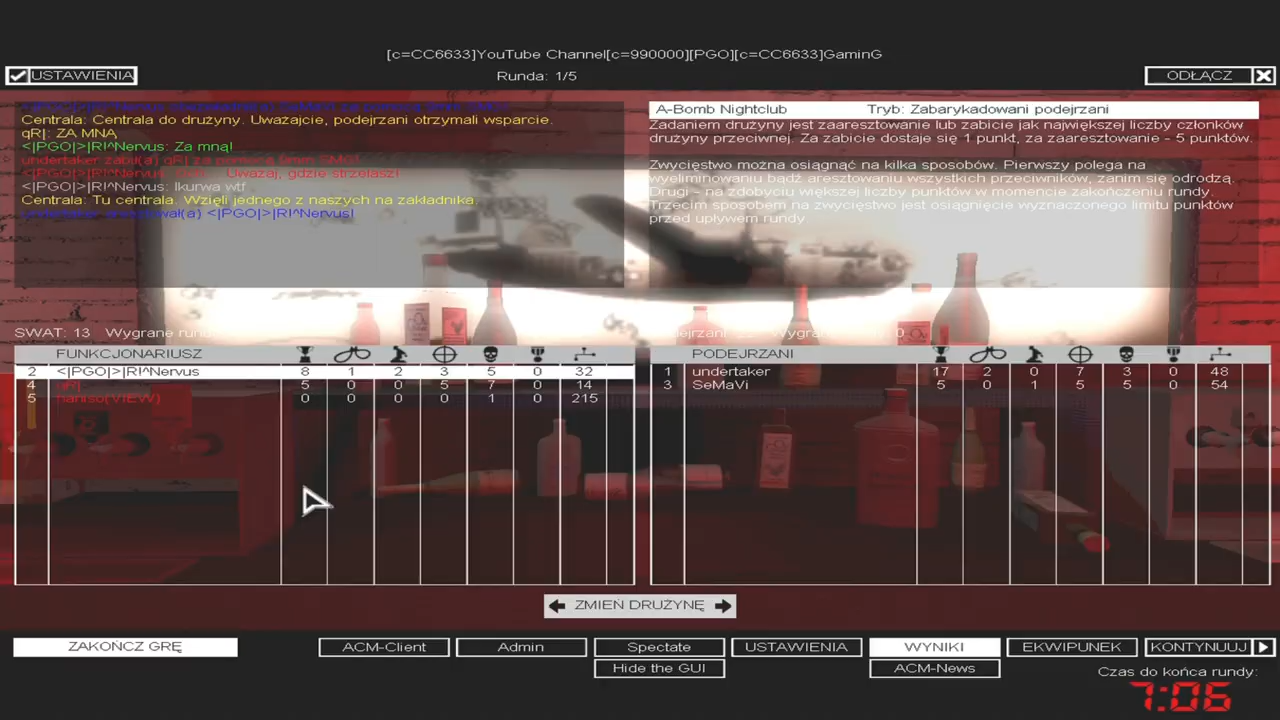 [c=CC6633]YouTube Channel[c=990000][PGO][c=CC6633]GaminG
USTAWIENIA
Runda: 1/5
ODŁĄCZ
Centrala: Centrala do drużyny. Uważajcie, podejrzani otrzymali wsparcie.
qR|: ZA MNĄ
<|PGO|>|R|^Nervus: Za mną!
undertaker zabił(a) qR| za pomocą 9mm SMG!
Uważaj, gdzie strzelasz!
<|PGO|>|R|^Nervus: lkurwa wtf
Centrala: Tu centrala. Wzięli jednego z naszych na zakładnika.
undertaker aresztował(a) <|PGO|>|R|^Nervus!
A-Bomb Nightclub Tryb: Zabarykadowani podejrzani
Zadaniem drużyny jest zaaresztowanie lub zabicie jak największej liczby członków
drużyny przeciwnej. Za zabicie dostaje się 1 punkt, za zaaresztowanie - 5 punktów.
Zwycięstwo można osiągnąć na kilka sposobów. Pierwszy polega na
wyeliminowaniu bądź aresztowaniu wszystkich przeciwników, zanim się odrodzą.
Drugi - na zdobyciu większej liczby punktów w momencie zakończeniu rundy.
Trzecim sposobem na zwycięstwo jest osiągnięcie wyznaczonego limitu punktów
przed upływem rundy.
SWAT: 13 Wygrane
0
FUNKCJONARIUSZ
2 <|PGO|>|R|^Nervus 8 1 2 3 5 0 32
4 qR| 5 0 0 5 7 0 14
5 (VIEW) 0 0 0 0 1 0 215
PODEJRZANI
1 undertaker 17 2 0 7 3 0 48
3 SeMaVi 5 0 1 5 5 0 54
ZMIEŃ DRUŻYNĘ
ZAKOŃCZ GRĘ
ACM-Client
Admin
Spectate
USTAWIENIA
WYNIKI
EKWIPUNEK
KONTYNUUJ
Hide the GUI
ACM-News
Czas do końca rundy:
7:06